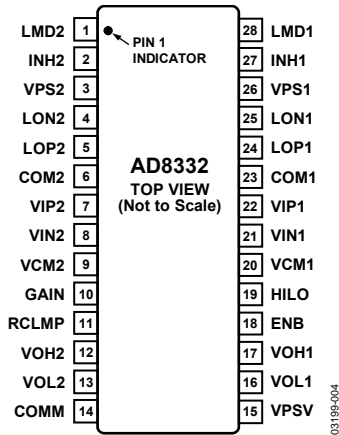 LMD2 1 28 LMD1
PIN 1
INDICATOR
INH2 2 27 INH1
VPS2 3 26 VPS1
LON2 4 25 LON1
LOP2 5 24 LOP1
COM2 6 23 COM1
AD8332
TOP VIEW
(Not to Scale)
VIP2 7 22 VIP1
VIN2 8 21 VIN1
VCM2 9 20 VCM1
GAIN 10 19 HILO
RCLMP 11 18 ENB
VOH2 12 17 VOH1
VOL2 13 16 VOL1
COMM 14 15 VPSV
03199-004